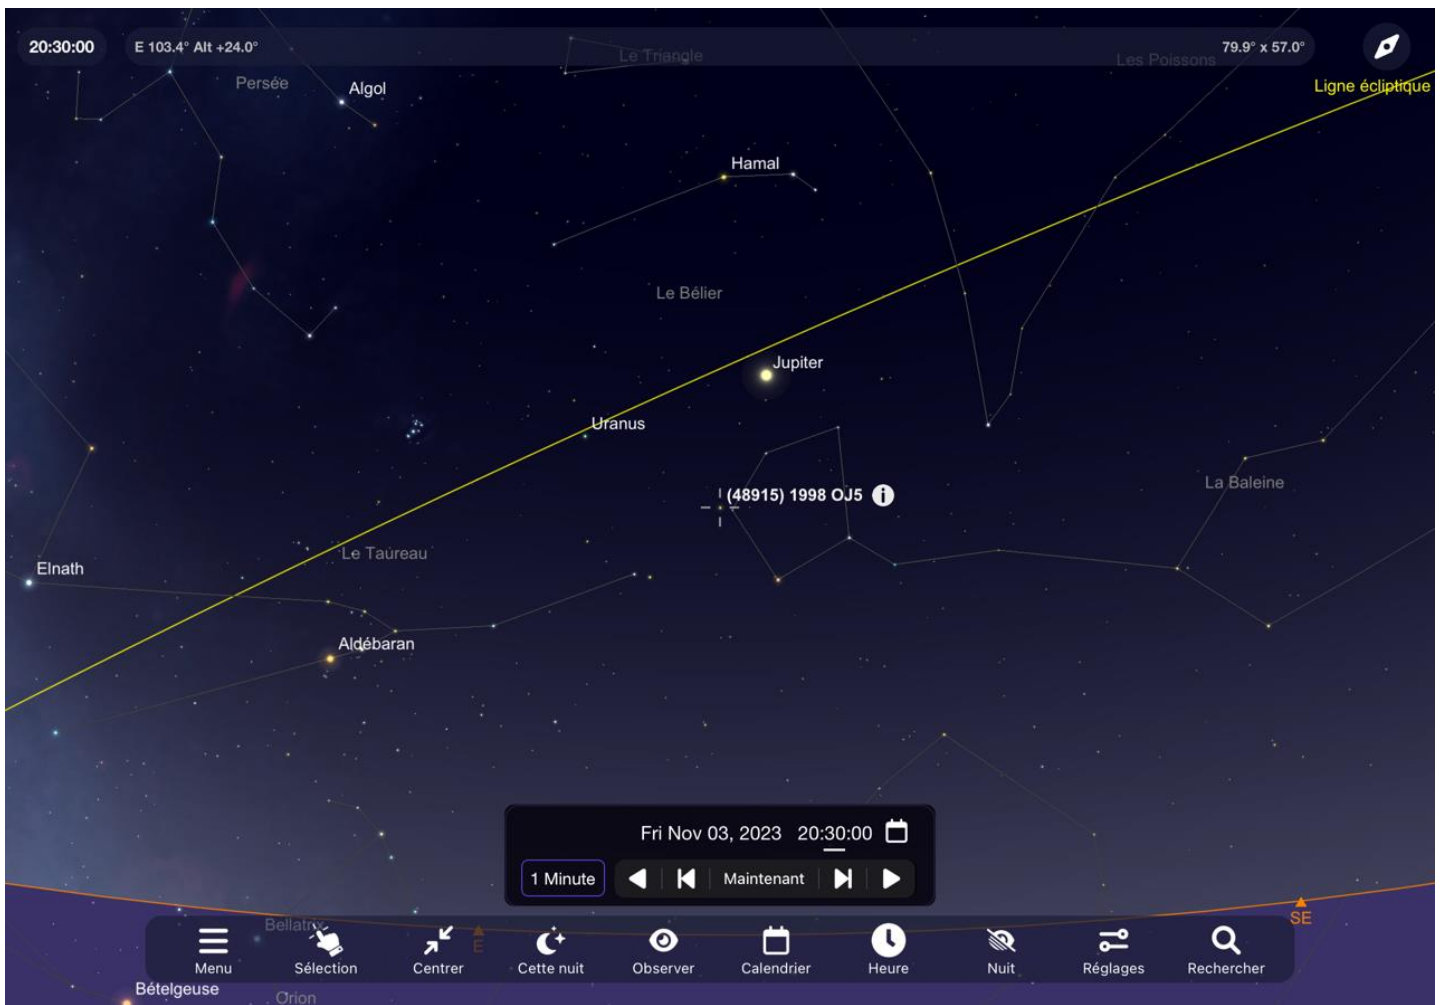 20:30:00
E 103.4° Alt +24.0°
79.9° x 57.0°
Le Triangle
Les Poissons
Persée
Algol
Ligne écliptique
Hamal
Le Bélier
Jupiter
Uranus
La Baleine
(48915) 1998 OJ5
Le Taureau
Elnath
Aldébaran
Fri Nov 03, 2023 20:30:00
1 Minute
Maintenant
SE
Bellatrix
E
Menu
Sélection
Centrer
Cette nuit
Observer
Calendrier
Heure
Nuit
Réglages
Rechercher
Bételgeuse
Orion